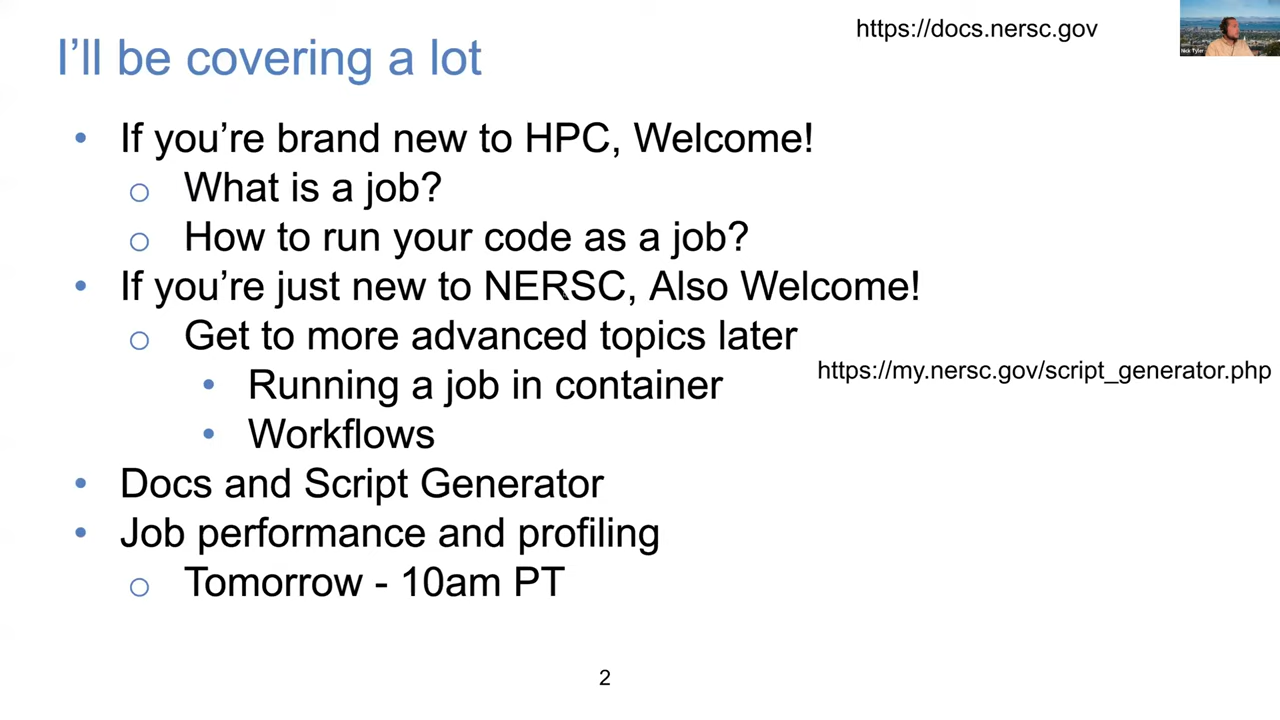 https://docs.nersc.gov
I'll be covering a lot
Nick Tyler
• If you're brand new to HPC, Welcome!
o What is a job?
o How to run your code as a job?
• If you're just new to NERSC, Also Welcome!
o Get to more advanced topics later
https://my.nersc.gov/script_generator.php
• Running a job in container
• Workflows
• Docs and Script Generator
• Job performance and profiling
o Tomorrow - 10am PT
2